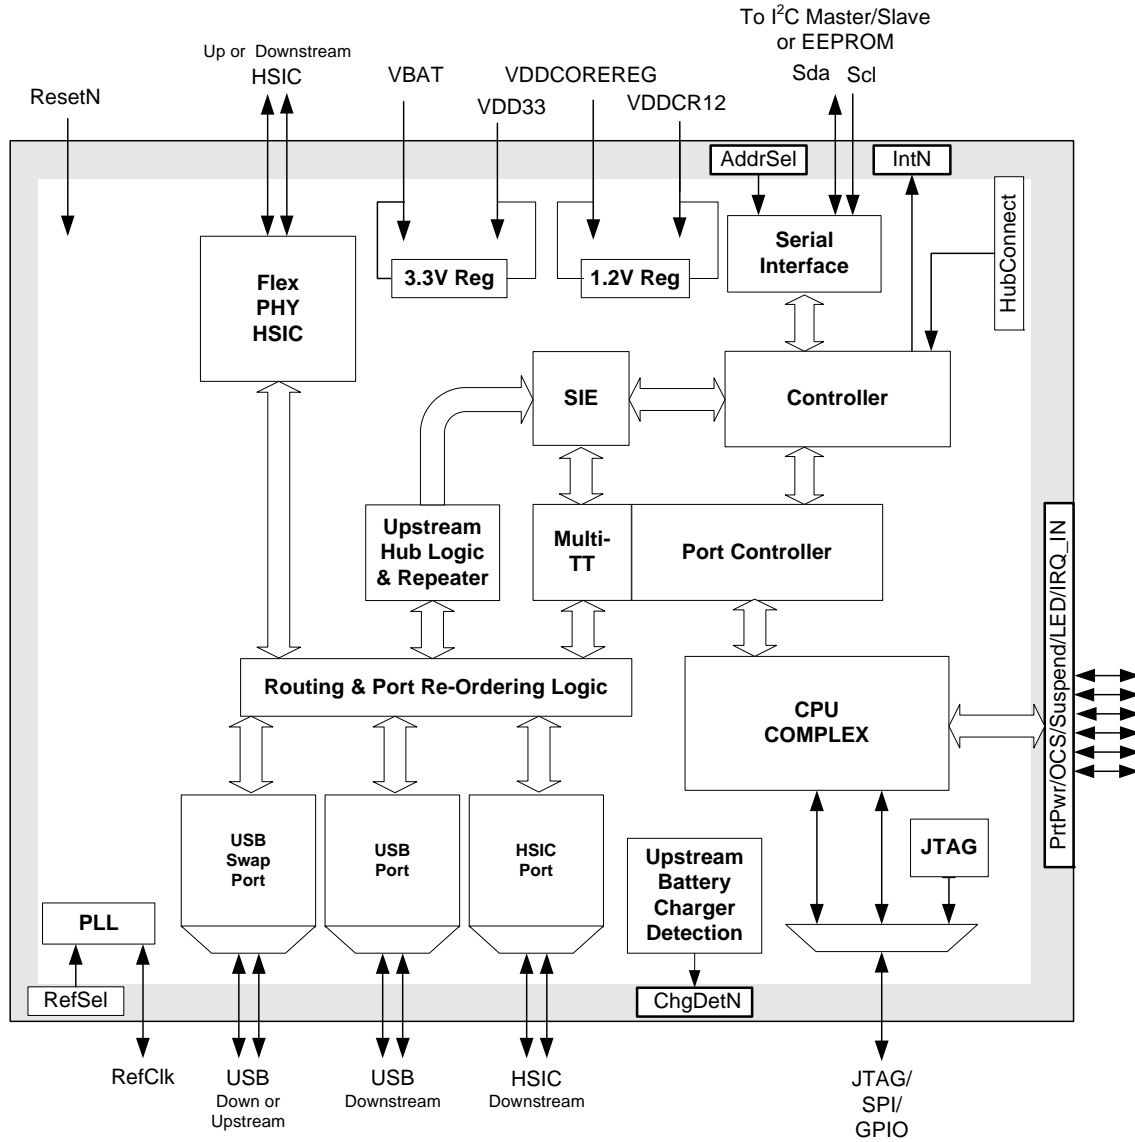 To I²C Master/Slave
or EEPROM
Up or Downstream
HSIC
VBAT
VDDCOREREG
Sda
Scl
ResetN
VDD33
VDDCR12
AddrSel
IntN
HubConnect
Flex
PHY
HSIC
3.3V Reg
1.2V Reg
Serial
Interface
SIE
Controller
Upstream
Hub Logic
& Repeater
Multi-
TT
Port Controller
PrtPwr/OCS/Suspend/LED/IRQ_IN
Routing & Port Re-Ordering Logic
CPU
COMPLEX
USB
Swap
Port
USB
Port
HSIC
Port
Upstream
Battery
Charger
Detection
JTAG
PLL
RefSel
ChgDetN
RefClk
USB
Down or
Upstream
USB
Downstream
HSIC
Downstream
JTAG/
SPI/
GPIO